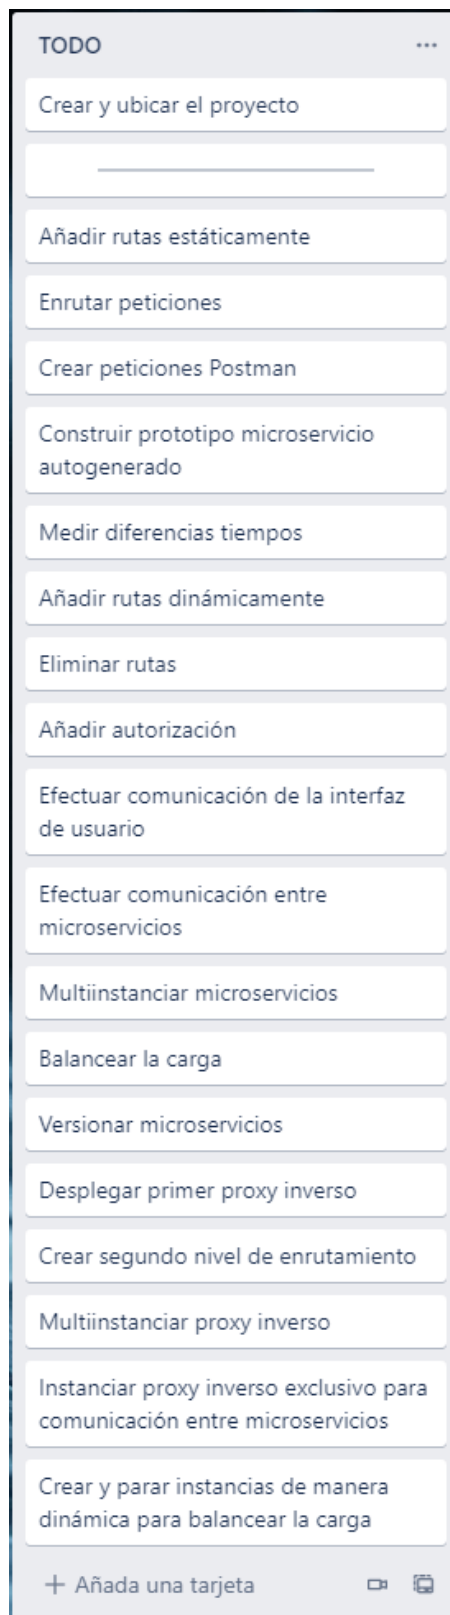 TODO
Crear y ubicar el proyecto
Añadir rutas estáticamente
Enrutar peticiones
Crear peticiones Postman
Construir prototipo microservicio
autogenerado
Medir diferencias tiempos
Añadir rutas dinámicamente
Eliminar rutas
Añadir autorización
Efectuar comunicación de la interfaz
de usuario
Efectuar comunicación entre
microservicios
Multiinstanciar microservicios
Balancear la carga
Versionar microservicios
Desplegar primer proxy inverso
Crear segundo nivel de enrutamiento
Multiinstanciar proxy inverso
Instanciar proxy inverso exclusivo para
comunicación entre microservicios
Crear y parar instancias de manera
dinámica para balancear la carga
+ Añada una tarjeta